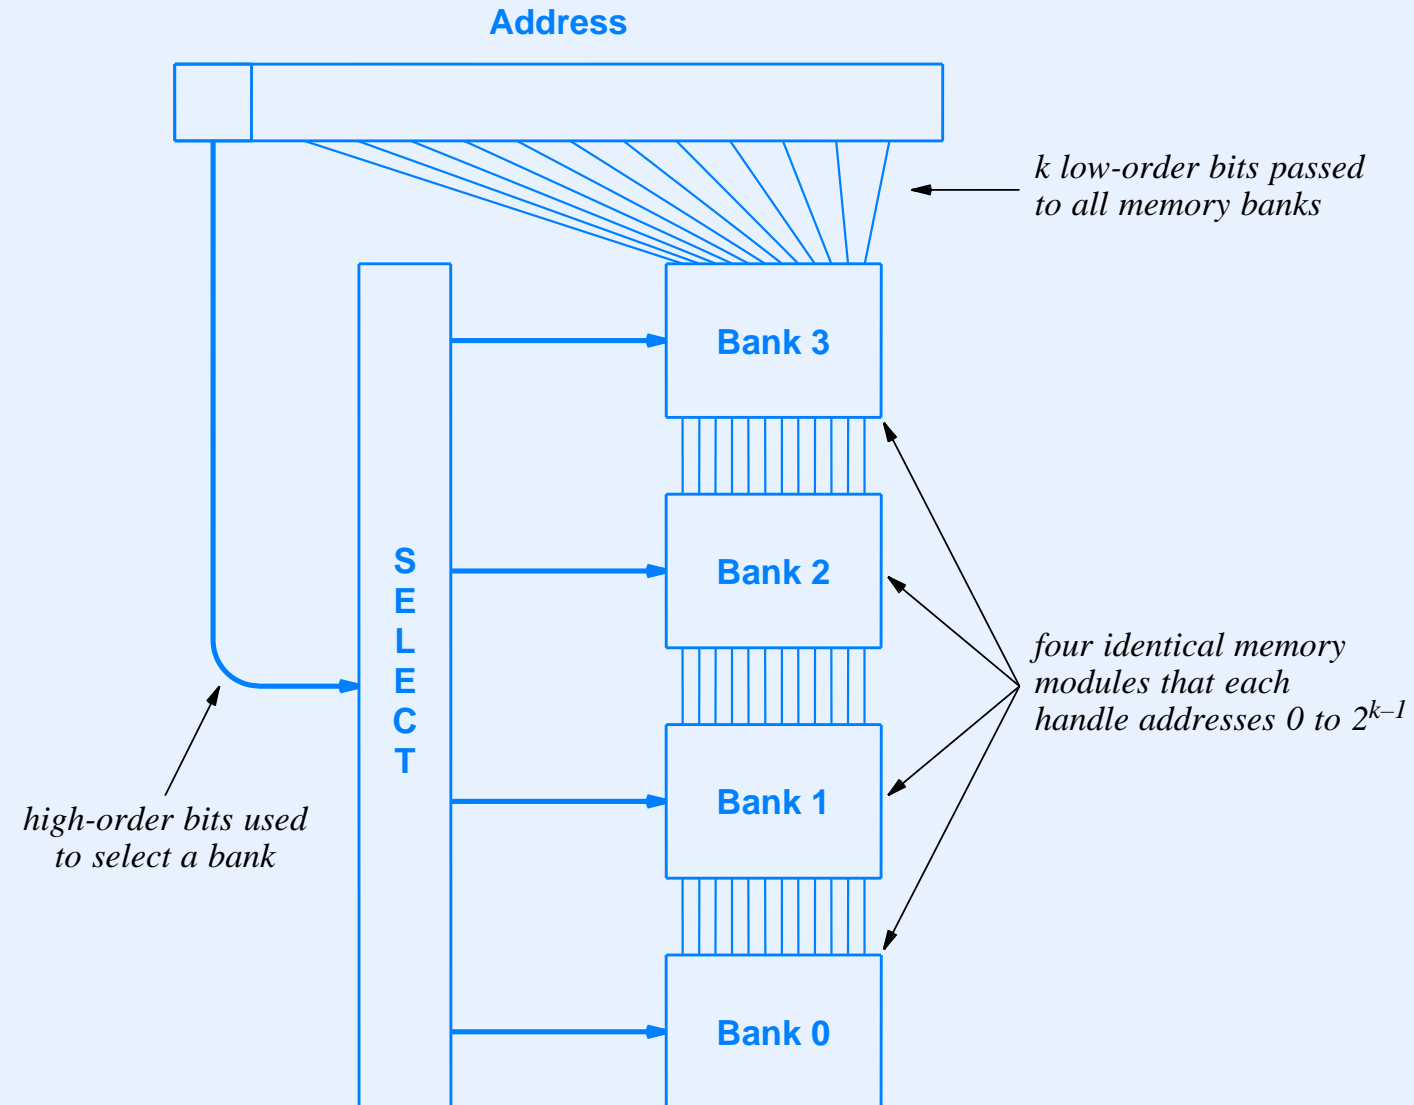 Address
k low-order bits passed
to all memory banks
Bank 3
Bank 2
S
E
L
E
C
T
four identical memory
modules that each
handle addresses 0 to 2^{k–1}
Bank 1
high-order bits used
to select a bank
Bank 0